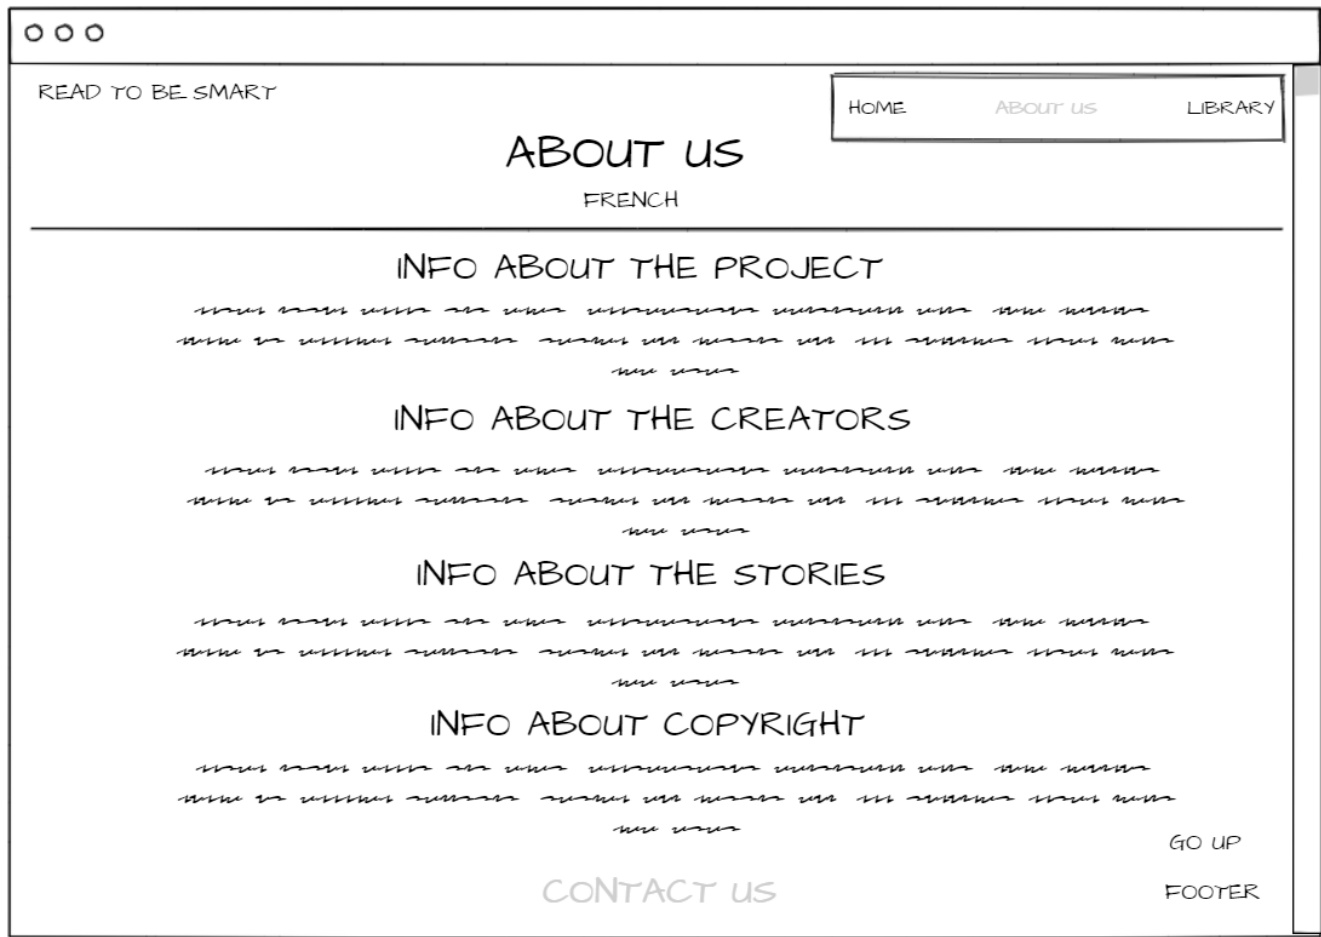 READ TO BE SMART
HOME ABOUT US LIBRARY
ABOUT US
FRENCH
INFO ABOUT THE PROJECT
INFO ABOUT THE CREATORS
INFO ABOUT THE STORIES
INFO ABOUT COPYRIGHT
GO UP
CONTACT US
FOOTER